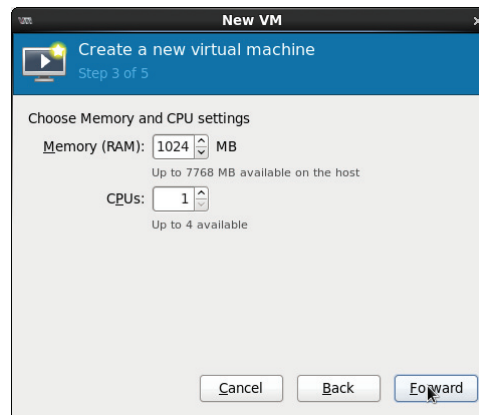 New VM
Create a new virtual machine
Step 3 of 5
Choose Memory and CPU settings
Memory (RAM): 1024 MB
Up to 7768 MB available on the host
CPUs: 1
Up to 4 available
Cancel Back Forward